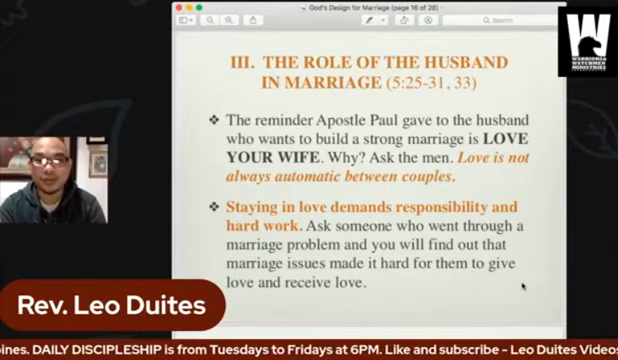 God's Design for Marriage (page 16 of 28)
Search
WARRIORS &
WATCHMEN
MINISTRIES
III. THE ROLE OF THE HUSBAND
IN MARRIAGE (5:25-31, 33)
❖ The reminder Apostle Paul gave to the husband
who wants to build a strong marriage is LOVE
YOUR WIFE. Why? Ask the men. Love is not
always automatic between couples.
❖ Staying in love demands responsibility and
hard work. Ask someone who went through a
marriage problem and you will find out that
marriage issues made it hard for them to give
love and receive love.
Rev. Leo Duites
pines. DAILY DISCIPLESHIP is from Tuesdays to Fridays at 6PM. Like and subscribe - Leo Duites Videos